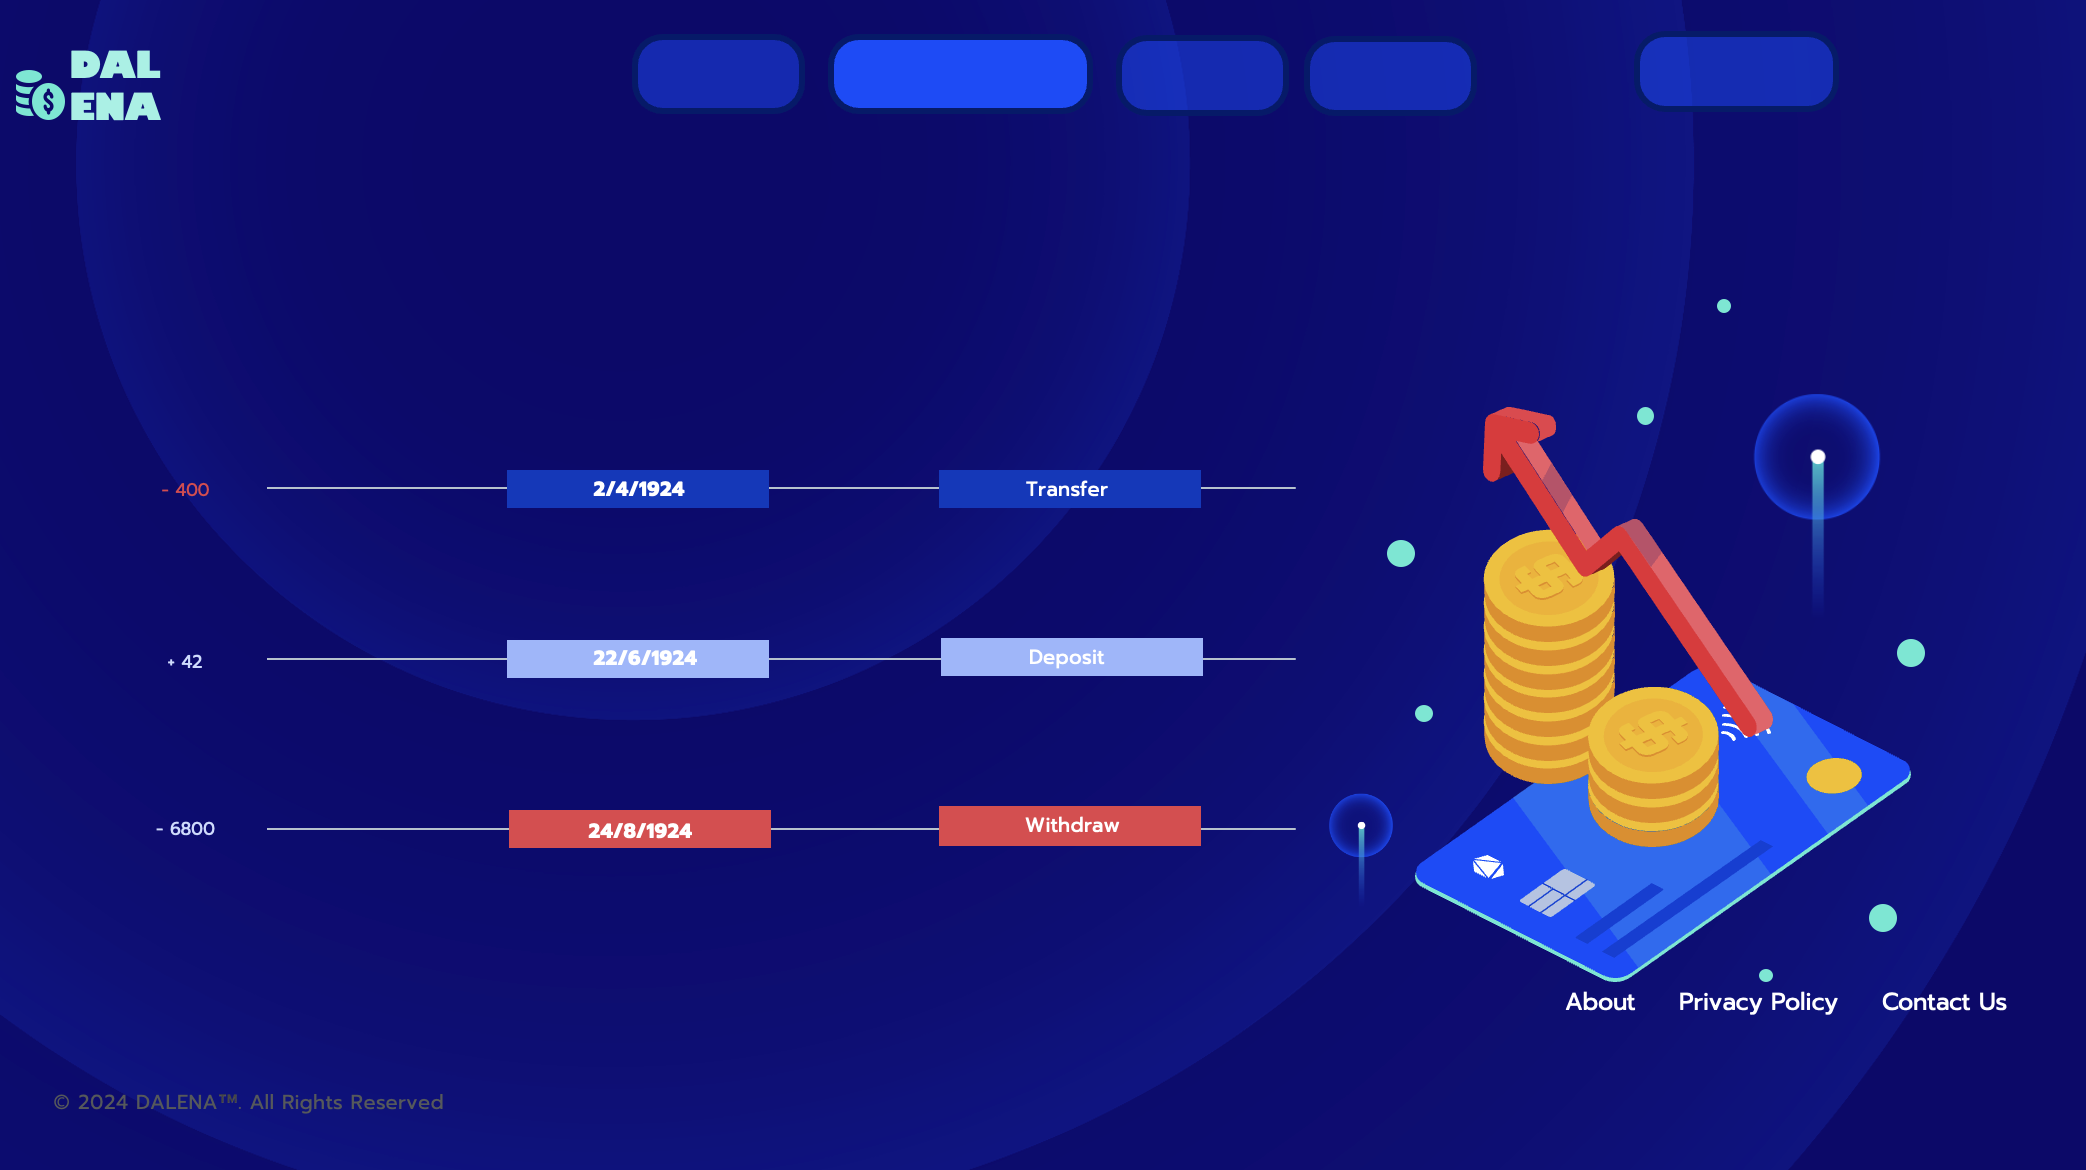 DAL
ENA
- 400 2/4/1924 Transfer
+ 42 22/6/1924 Deposit
- 6800 24/8/1924 Withdraw
About Privacy Policy Contact Us
© 2024 DALENA™. All Rights Reserved